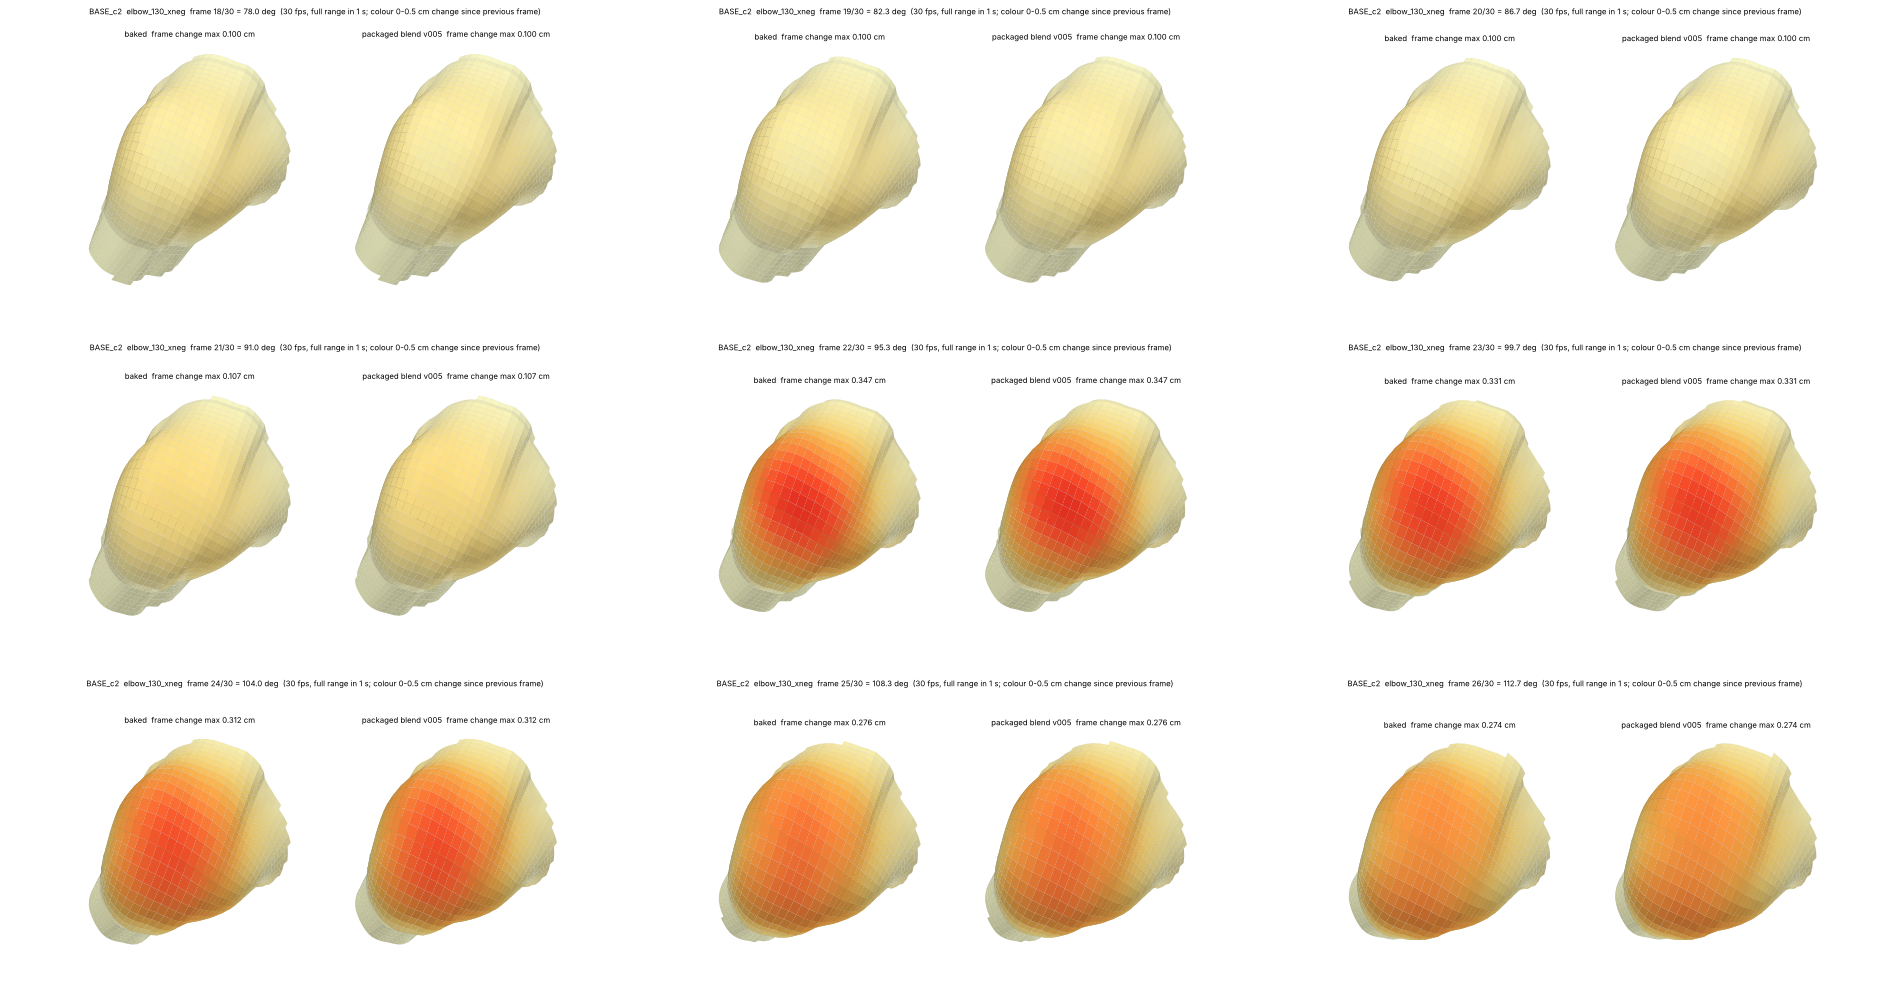 BASE_c2 elbow_130_xneg frame 18/30 = 78.0 deg (30 fps, full range in 1 s; colour 0-0.5 cm change since previous frame)
baked frame change max 0.100 cm
packaged blend v005 frame change max 0.100 cm
BASE_c2 elbow_130_xneg frame 19/30 = 82.3 deg (30 fps, full range in 1 s; colour 0-0.5 cm change since previous frame)
baked frame change max 0.100 cm
packaged blend v005 frame change max 0.100 cm
BASE_c2 elbow_130_xneg frame 20/30 = 86.7 deg (30 fps, full range in 1 s; colour 0-0.5 cm change since previous frame)
baked frame change max 0.100 cm
packaged blend v005 frame change max 0.100 cm
BASE_c2 elbow_130_xneg frame 21/30 = 91.0 deg (30 fps, full range in 1 s; colour 0-0.5 cm change since previous frame)
baked frame change max 0.107 cm
packaged blend v005 frame change max 0.107 cm
BASE_c2 elbow_130_xneg frame 22/30 = 95.3 deg (30 fps, full range in 1 s; colour 0-0.5 cm change since previous frame)
baked frame change max 0.347 cm
packaged blend v005 frame change max 0.347 cm
BASE_c2 elbow_130_xneg frame 23/30 = 99.7 deg (30 fps, full range in 1 s; colour 0-0.5 cm change since previous frame)
baked frame change max 0.331 cm
packaged blend v005 frame change max 0.331 cm
BASE_c2 elbow_130_xneg frame 24/30 = 104.0 deg (30 fps, full range in 1 s; colour 0-0.5 cm change since previous frame)
baked frame change max 0.312 cm
packaged blend v005 frame change max 0.312 cm
BASE_c2 elbow_130_xneg frame 25/30 = 108.3 deg (30 fps, full range in 1 s; colour 0-0.5 cm change since previous frame)
baked frame change max 0.276 cm
packaged blend v005 frame change max 0.276 cm
BASE_c2 elbow_130_xneg frame 26/30 = 112.7 deg (30 fps, full range in 1 s; colour 0-0.5 cm change since previous frame)
baked frame change max 0.274 cm
packaged blend v005 frame change max 0.274 cm